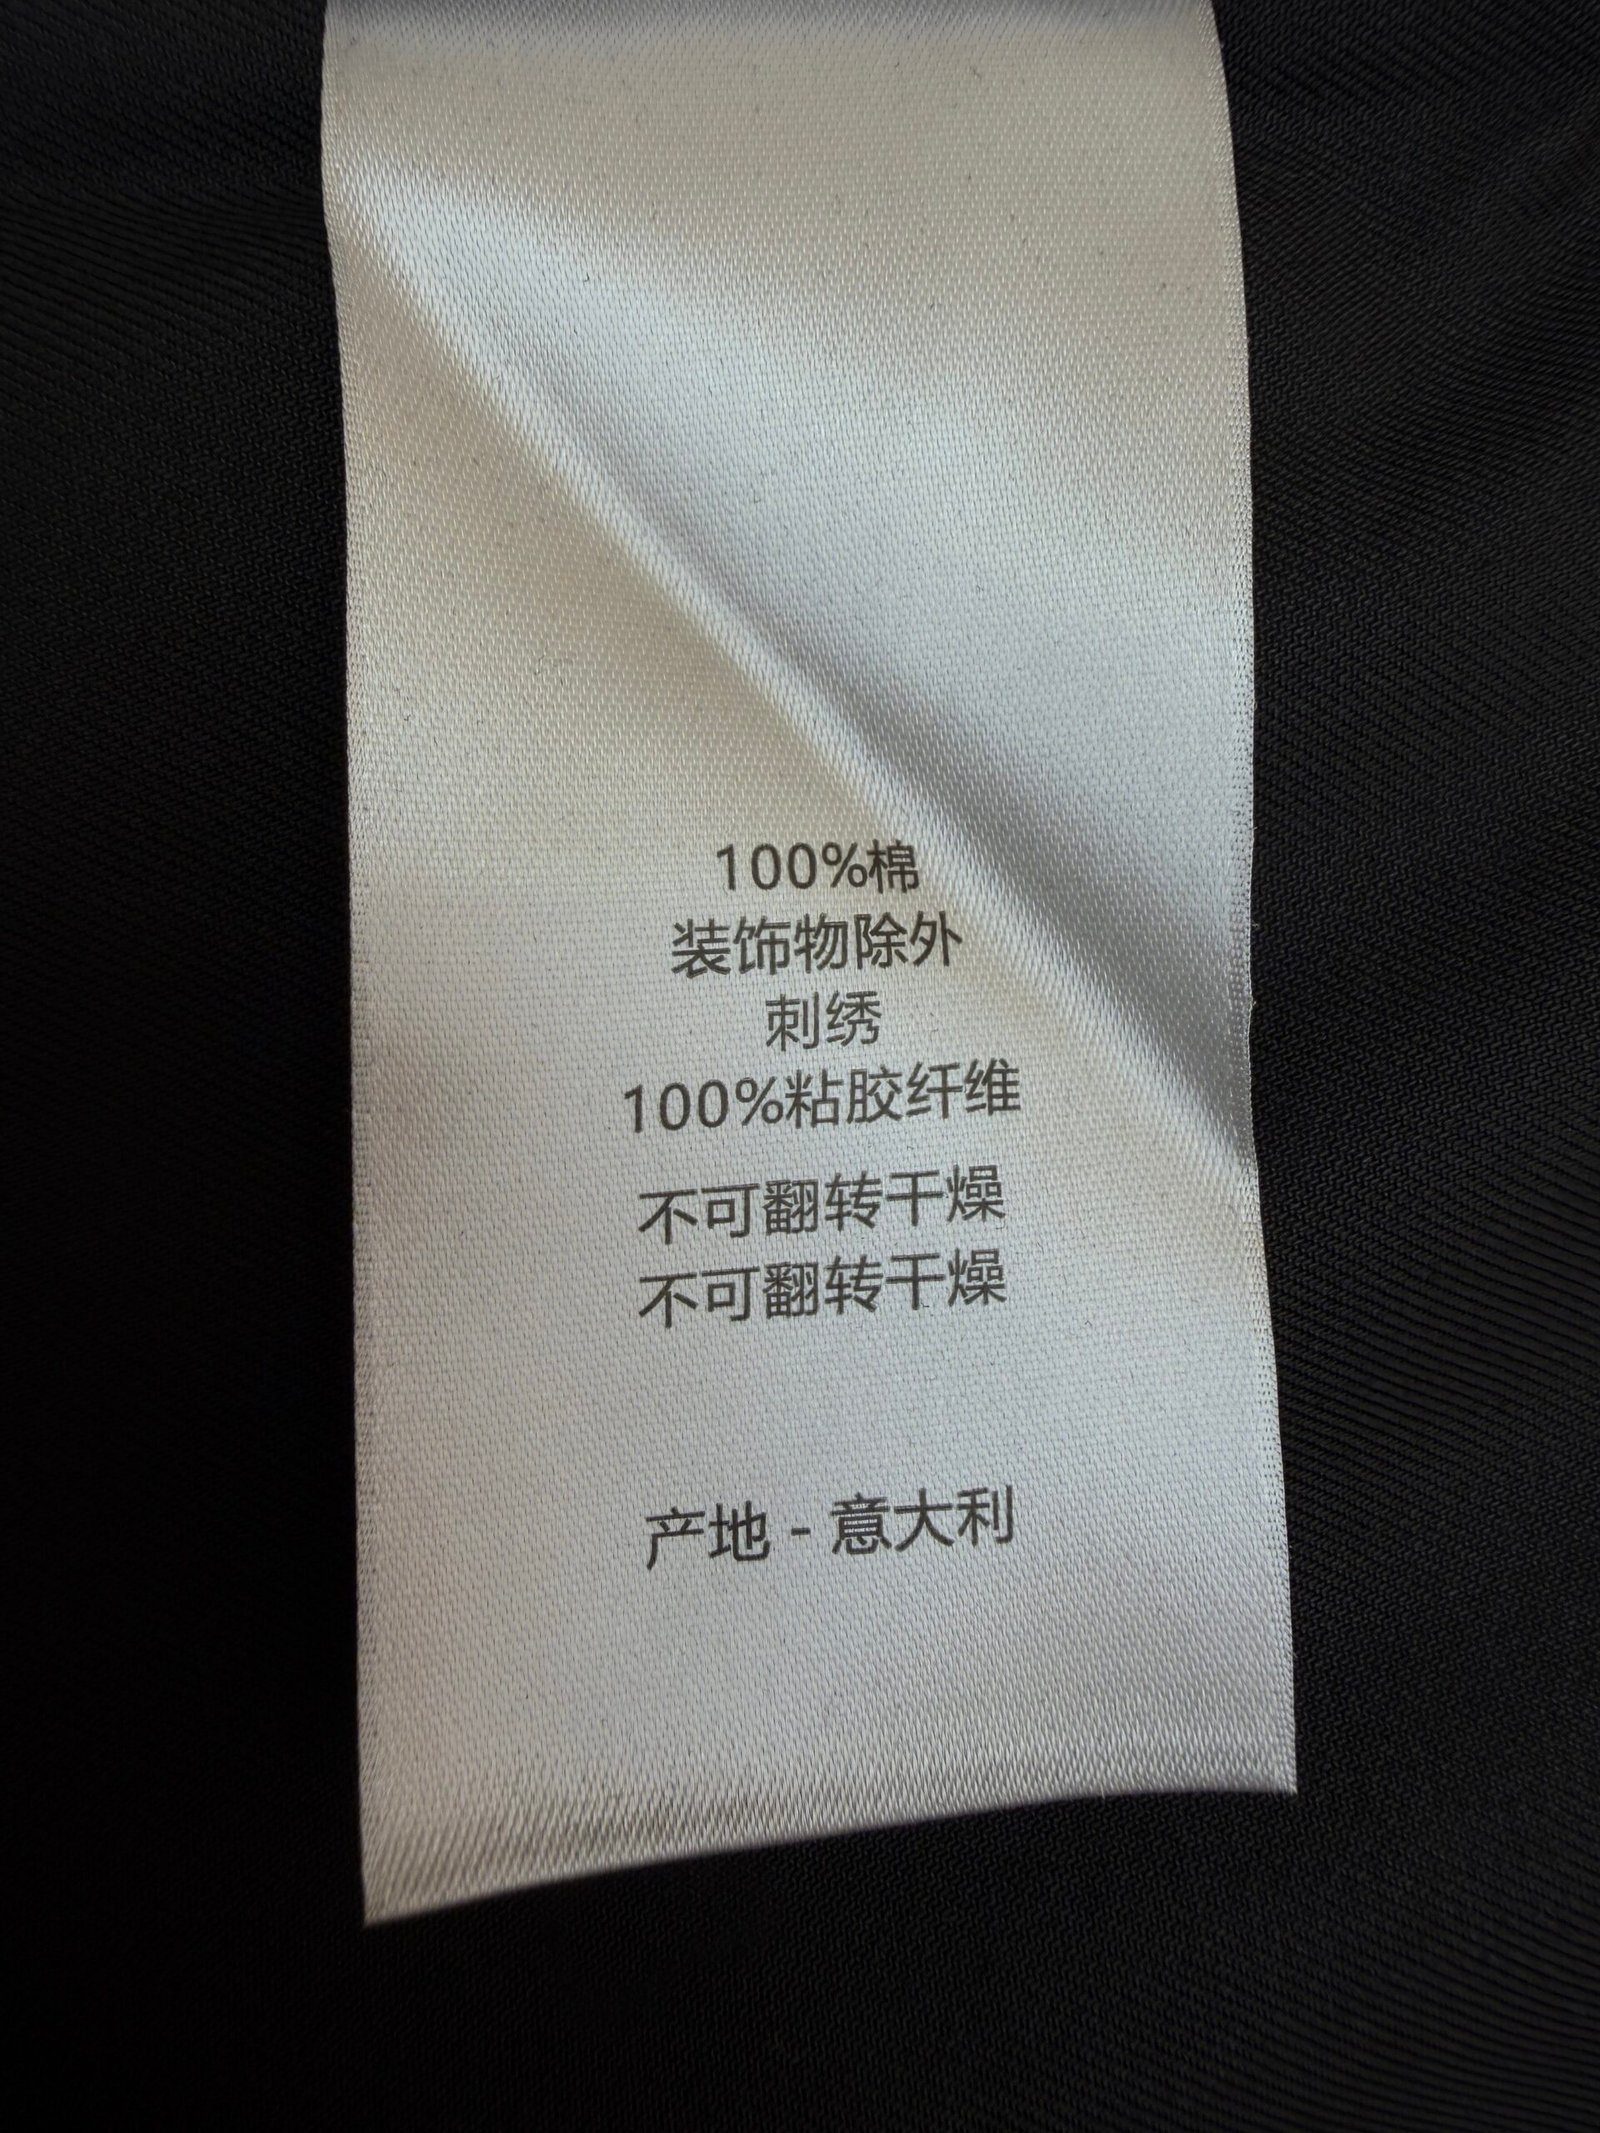 100%棉
装饰物除外
刺绣
100%粘胶纤维
不可翻转干燥
不可翻转干燥
产地 - 意大利